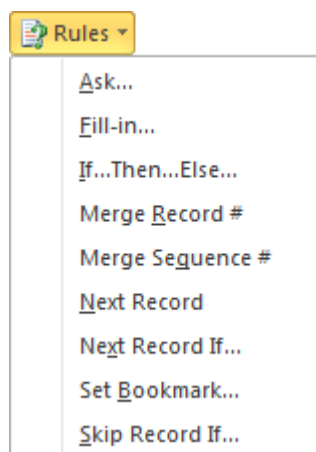 Rules
Ask...
Fill-in...
If...Then...Else...
Merge Record #
Merge Sequence #
Next Record
Next Record If...
Set Bookmark...
Skip Record If...